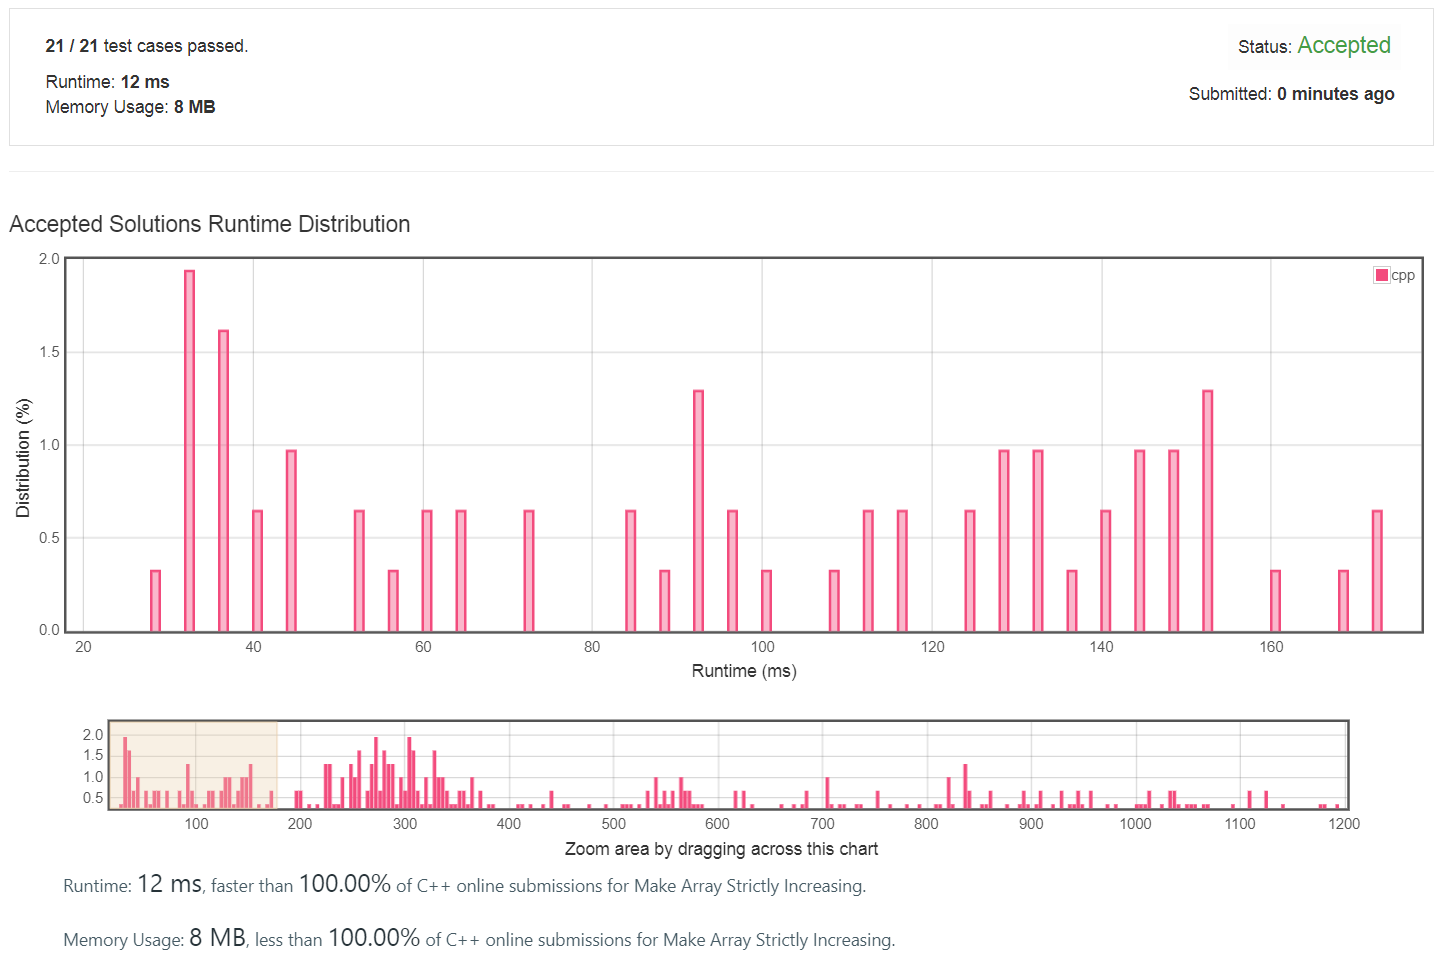 21 / 21 test cases passed.
Status: Accepted
Runtime: 12 ms
Memory Usage: 8 MB
Submitted: 0 minutes ago
Accepted Solutions Runtime Distribution
2.0
1.5
1.0
0.5
0.0
Distribution (%)
cpp
20 40 60 80 100 120 140 160
Runtime (ms)
2.0
1.5
1.0
0.5
100 200 300 400 500 600 700 800 900 1000 1100 1200
Zoom area by dragging across this chart
Runtime: 12 ms, faster than 100.00% of C++ online submissions for Make Array Strictly Increasing.
Memory Usage: 8 MB, less than 100.00% of C++ online submissions for Make Array Strictly Increasing.